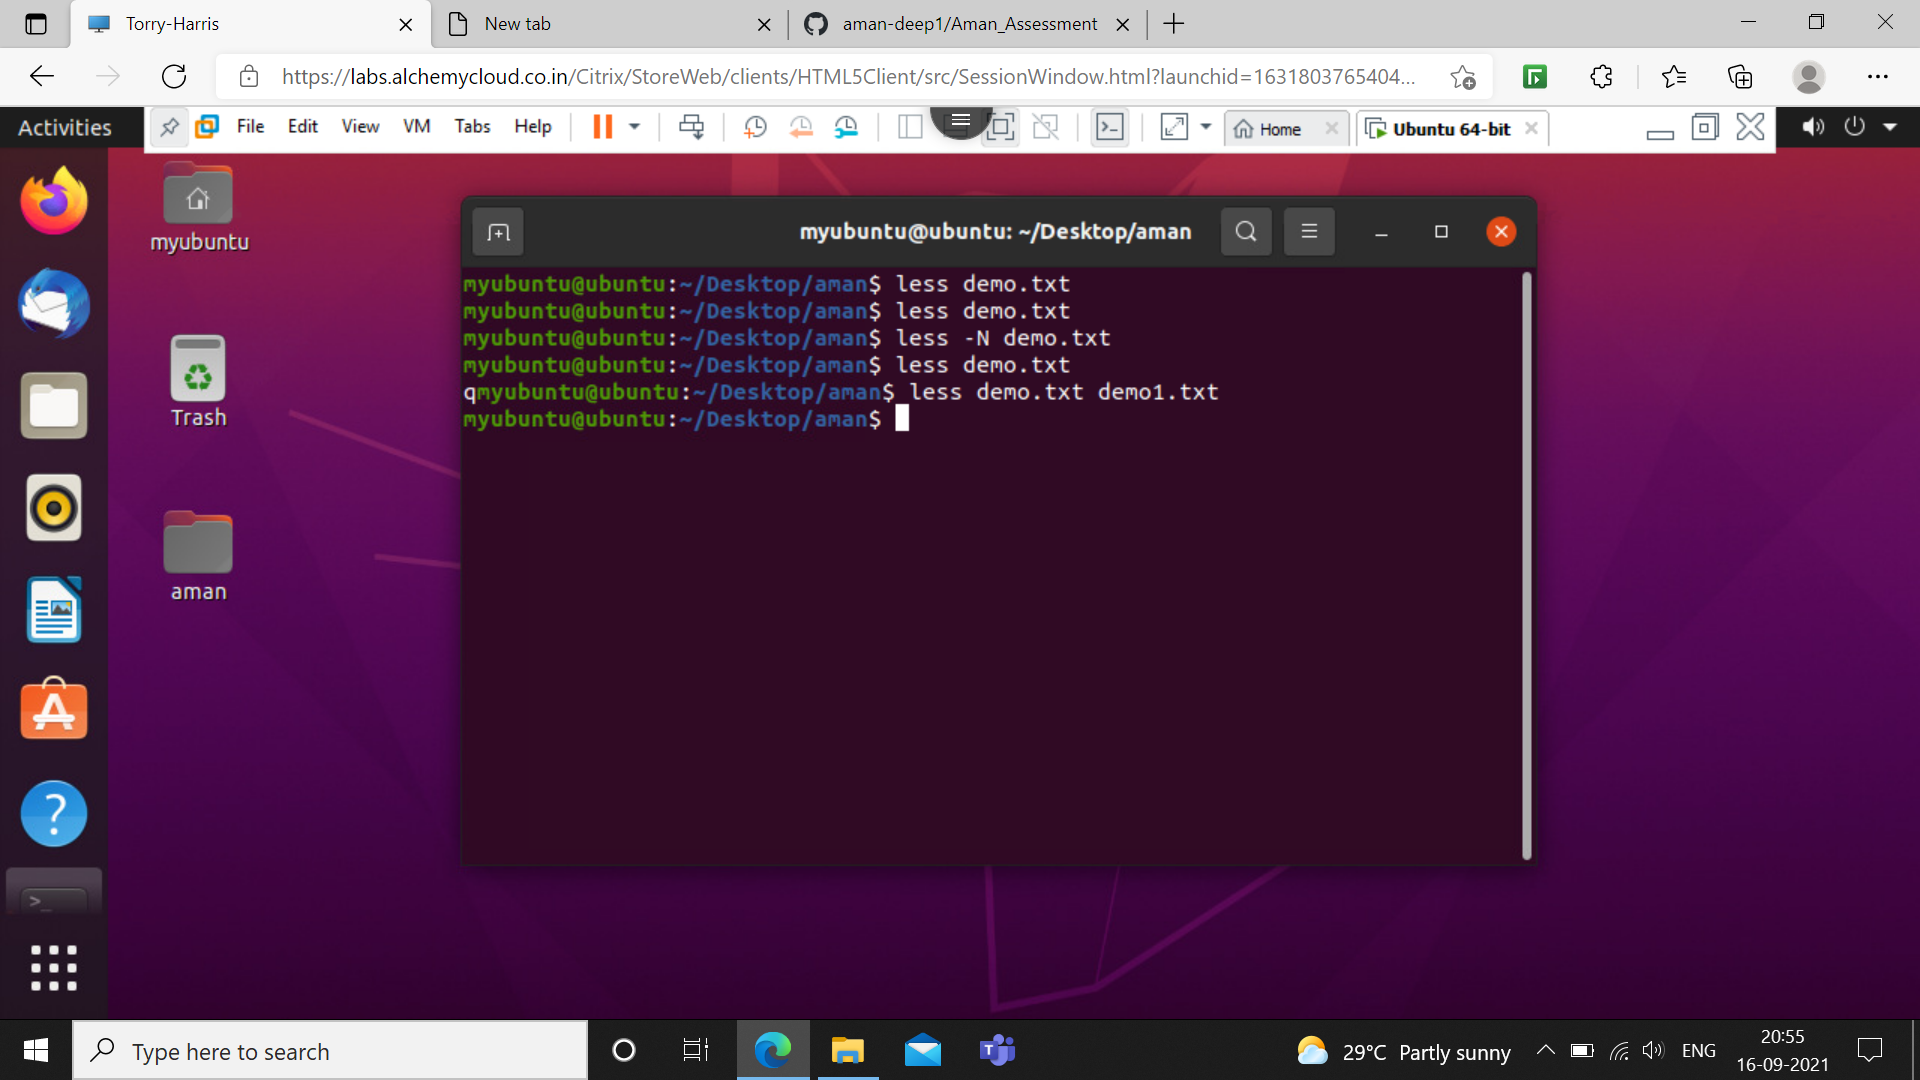 Torry-Harris
New tab
aman-deep1/Aman_Assessment
https://labs.alchemycloud.co.in/Citrix/StoreWeb/clients/HTML5Client/src/SessionWindow.html?launchid=1631803765404...
Activities
File Edit View VM Tabs Help
Home
Ubuntu 64-bit
myubuntu
Trash
aman
myubuntu@ubuntu: ~/Desktop/aman
myubuntu@ubuntu:~/Desktop/aman$ less demo.txt
myubuntu@ubuntu:~/Desktop/aman$ less demo.txt
myubuntu@ubuntu:~/Desktop/aman$ less -N demo.txt
myubuntu@ubuntu:~/Desktop/aman$ less demo.txt
qmyubuntu@ubuntu:~/Desktop/aman$ less demo.txt demo1.txt
myubuntu@ubuntu:~/Desktop/aman$
Type here to search
29°C Partly sunny
ENG
20:55
16-09-2021